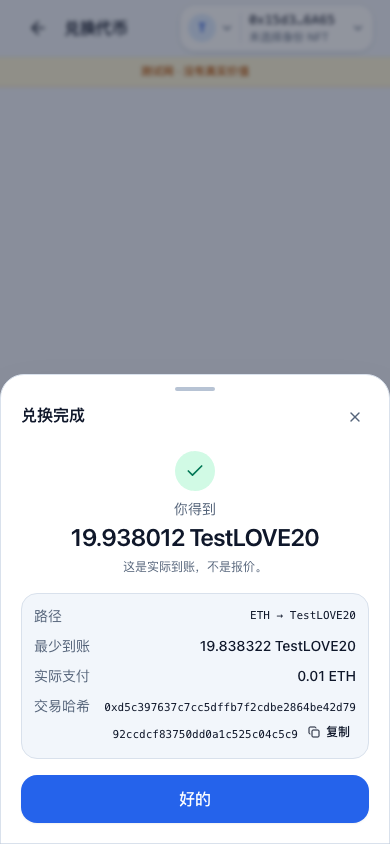 兑换代币
兑换完成
你得到
19.938012 TestLOVE20
这是实际到账，不是报价。
路径
ETH → TestLOVE20
最少到账
19.838322 TestLOVE20
实际支付
0.01 ETH
交易哈希
0xd5c397637c7cc5dffb7f2cdbe2864be42d79
92ccdcf83750dd0a1c525c04c5c9
复制
好的